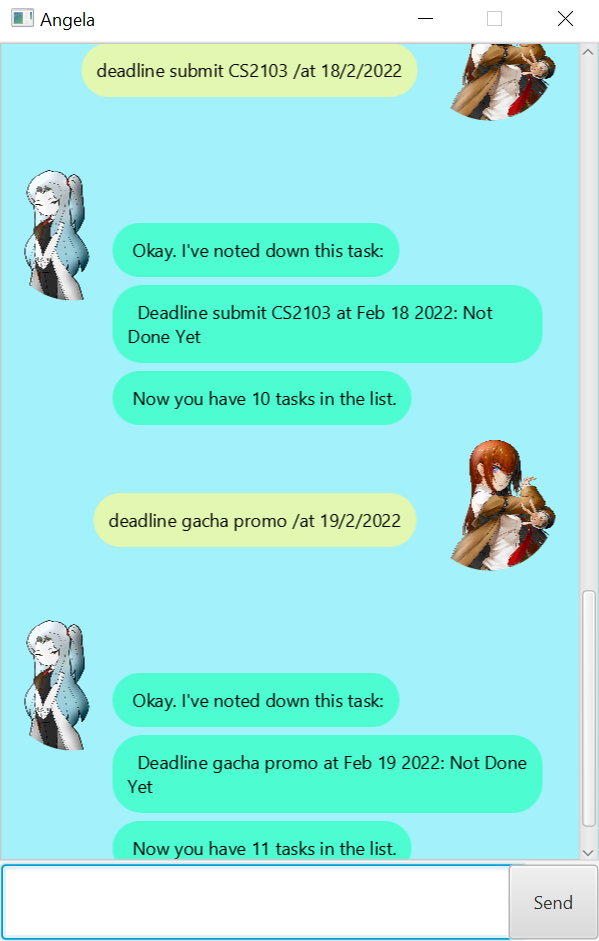 Angela
deadline submit CS2103 /at 18/2/2022
Okay. I've noted down this task:
Deadline submit CS2103 at Feb 18 2022: Not
Done Yet
Now you have 10 tasks in the list.
deadline gacha promo /at 19/2/2022
Okay. I've noted down this task:
Deadline gacha promo at Feb 19 2022: Not Done
Yet
Now you have 11 tasks in the list.
Send